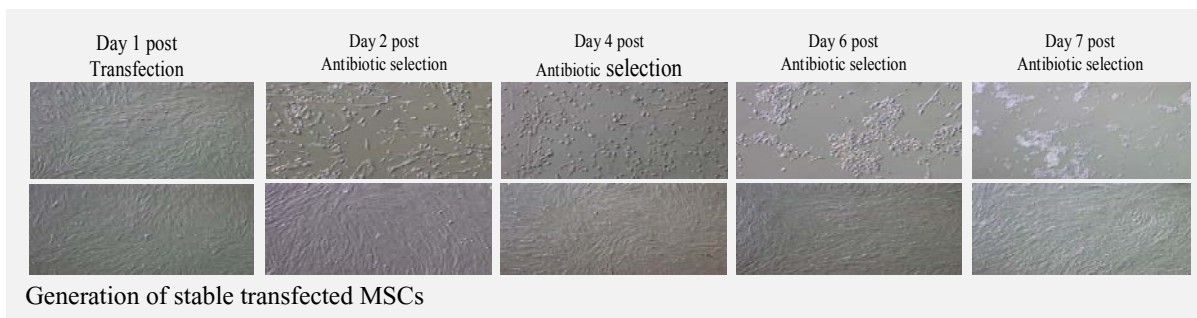 Day 1 post
Transfection
Day 2 post
Antibiotic selection
Day 4 post
Antibiotic selection
Day 6 post
Antibiotic selection
Day 7 post
Antibiotic selection
Generation of stable transfected MSCs